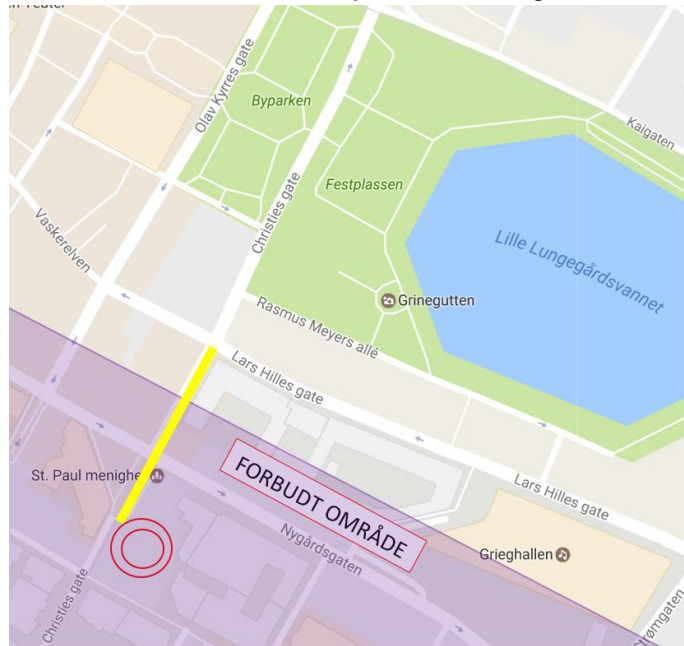 Olav Kyrres gate
Byparken
Kaigaten
Festplassen
Christies gate
Vaskerelven
Lille Lungegårdsvannet
Grinegutten
Rasmus Meyers allé
Lars Hilles gate
St. Paul menighe
FORBUDT OMRÅDE
Lars Hilles gate
Nygårdsgaten
Grieghallen
Christies gate
Strømgaten